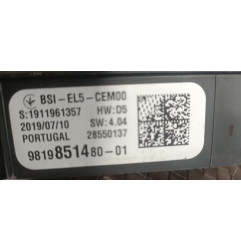 BSI-EL5-CEM00
S:1911961357 HW:D5
2019/07/10 SW:4.04
PORTUGAL 28550137
9819851480-01